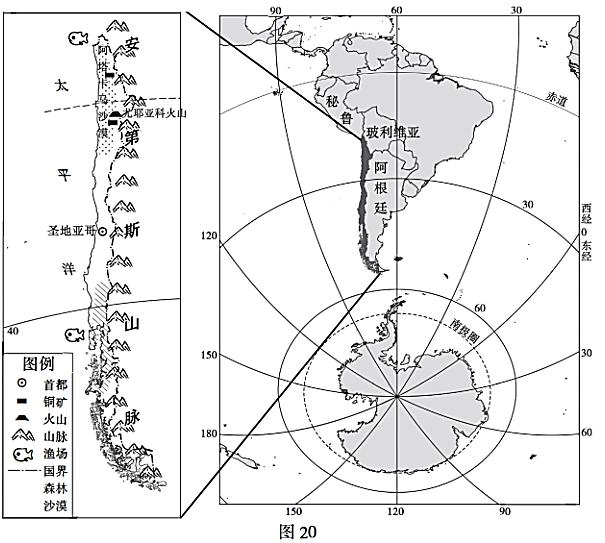 90
60
30
赤道
秘鲁
玻利维亚
阿根廷
30
西经
0
东经
120
60
南极圈
150
30
180
60
150
120
90
安第斯山脉
太平洋
阿塔卡马沙漠
尤耶亚科火山
圣地亚哥
40
图例
首都
铜矿
火山
山脉
渔场
国界
森林
沙漠
图 20